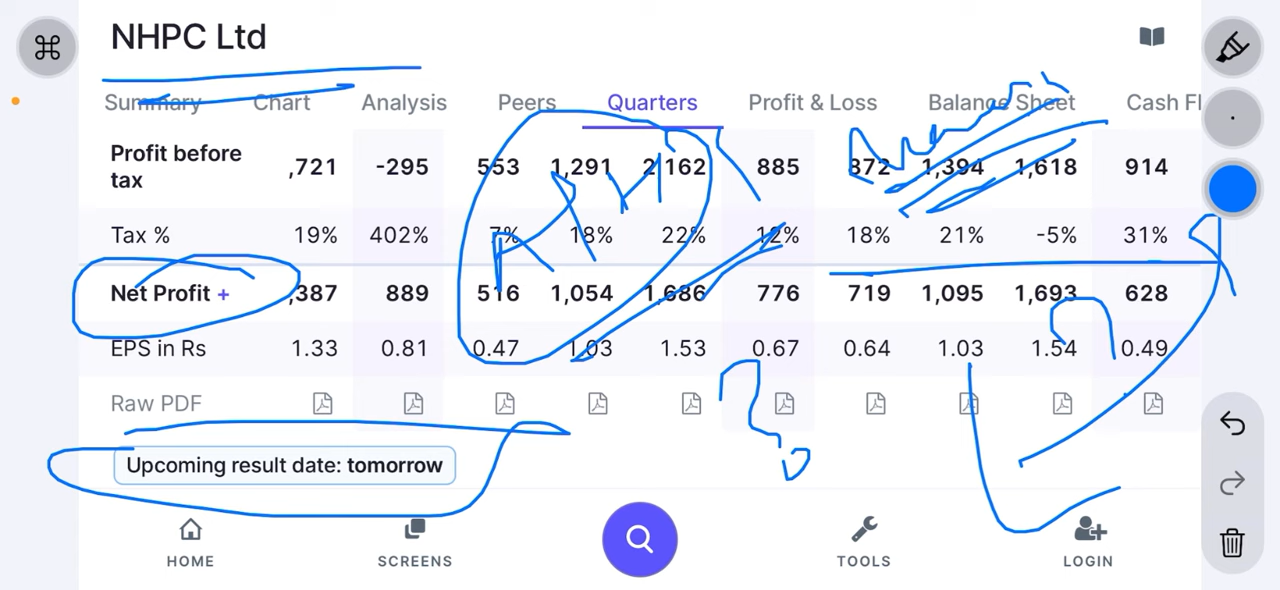 NHPC Ltd
Summary Chart Analysis Peers Quarters Profit & Loss Balance Sheet Cash Fl
Profit before tax ,721 -295 553 1,291 2,162 885 872 1,394 1,618 914
Tax % 19% 402% 7% 18% 22% 12% 18% 21% -5% 31%
Net Profit + ,387 889 516 1,054 1,686 776 719 1,095 1,693 628
EPS in Rs 1.33 0.81 0.47 1.03 1.53 0.67 0.64 1.03 1.54 0.49
Raw PDF
Upcoming result date: tomorrow
HOME SCREENS TOOLS LOGIN